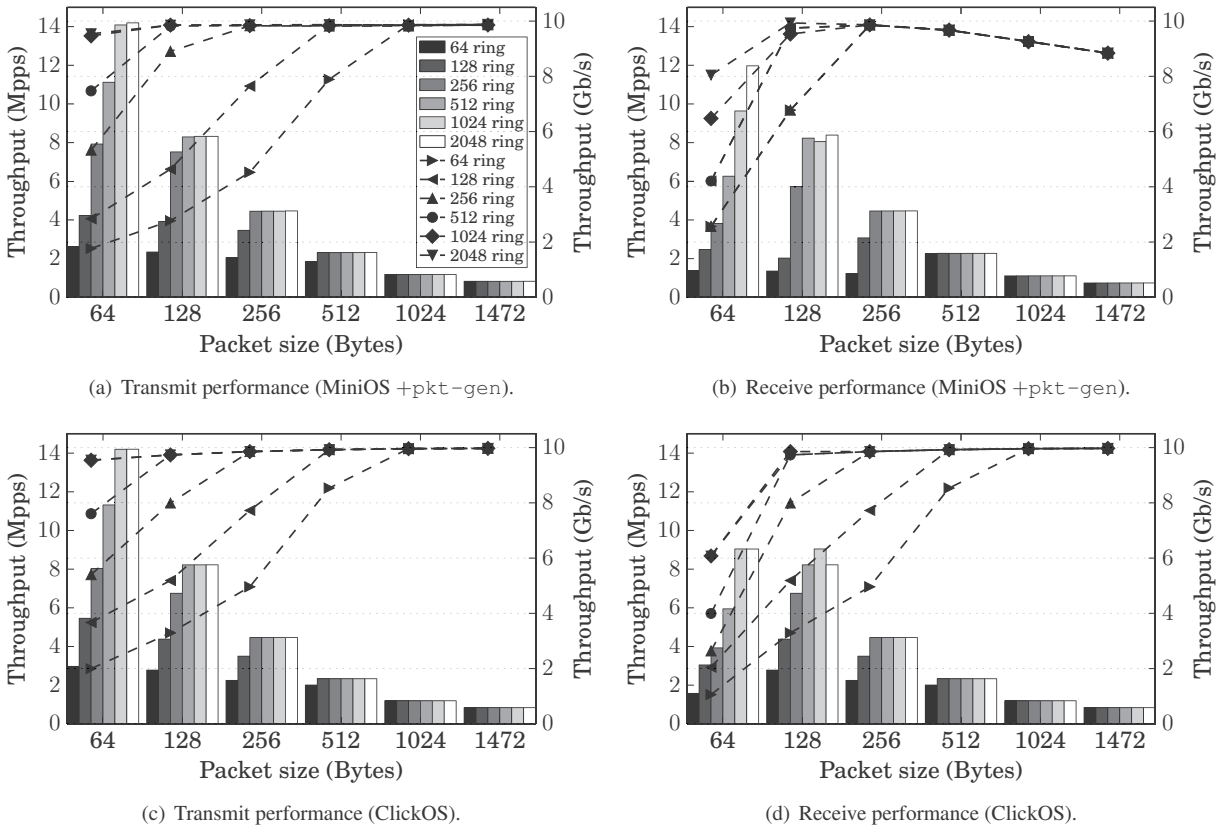 Throughput (Mpps)
14
12
10
8
6
4
2
0
64 ring
128 ring
256 ring
512 ring
1024 ring
2048 ring
64 ring
128 ring
256 ring
512 ring
1024 ring
2048 ring
10
8
6
4
2
0
Throughput (Gb/s)
64 128 256 512 1024 1472
Packet size (Bytes)
(a) Transmit performance (MiniOS +pkt-gen).
Throughput (Mpps)
14
12
10
8
6
4
2
0
10
8
6
4
2
0
Throughput (Gb/s)
64 128 256 512 1024 1472
Packet size (Bytes)
(b) Receive performance (MiniOS +pkt-gen).
Throughput (Mpps)
14
12
10
8
6
4
2
0
10
8
6
4
2
0
Throughput (Gb/s)
64 128 256 512 1024 1472
Packet size (Bytes)
(c) Transmit performance (ClickOS).
Throughput (Mpps)
14
12
10
8
6
4
2
0
10
8
6
4
2
0
Throughput (Gb/s)
64 128 256 512 1024 1472
Packet size (Bytes)
(d) Receive performance (ClickOS).